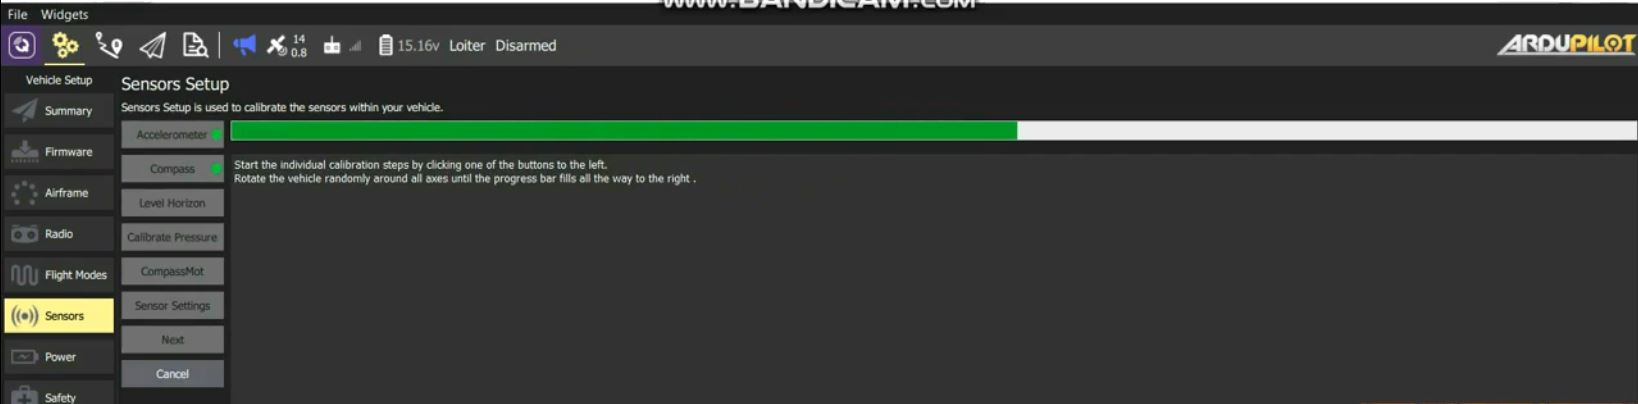 www.BANDICAM.com
File Widgets
14
0.8
15.16v Loiter Disarmed
ARDUPILOT
Vehicle Setup
Summary
Firmware
Airframe
Radio
Flight Modes
Sensors
Power
Safety
Sensors Setup
Sensors Setup is used to calibrate the sensors within your vehicle.
Accelerometer
Compass
Level Horizon
Calibrate Pressure
CompassMot
Sensor Settings
Next
Cancel
Start the individual calibration steps by clicking one of the buttons to the left.
Rotate the vehicle randomly around all axes until the progress bar fills all the way to the right .